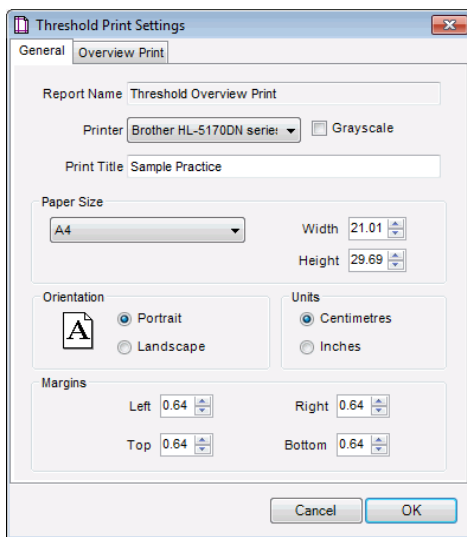 Threshold Print Settings
General Overview Print
Report Name Threshold Overview Print
Printer Brother HL-5170DN series Grayscale
Print Title Sample Practice
Paper Size
A4 Width 21.01
Height 29.69
Orientation Units
A Portrait Centimetres
Landscape Inches
Margins
Left 0.64 Right 0.64
Top 0.64 Bottom 0.64
Cancel OK